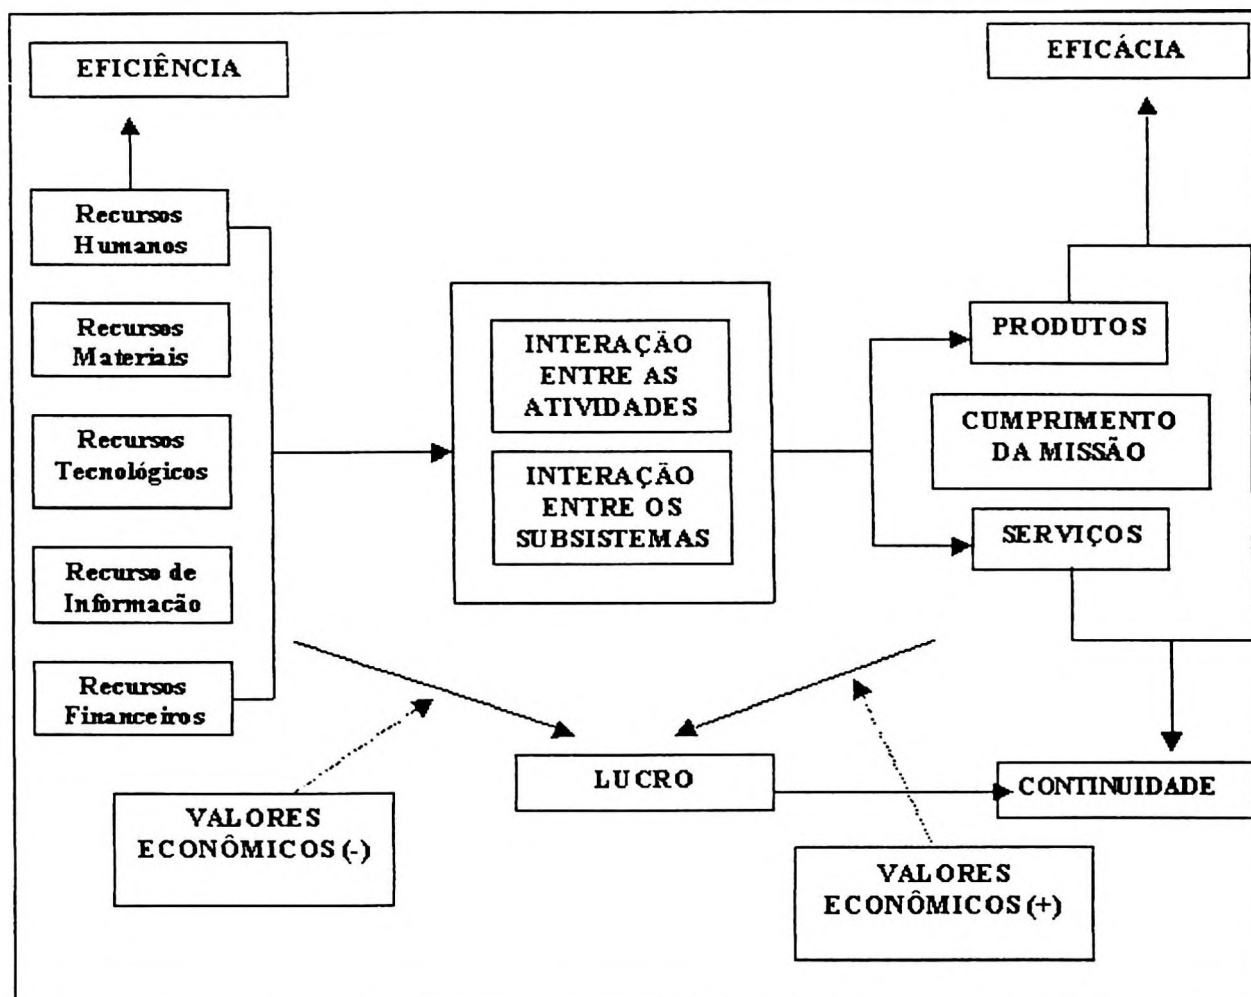 EFICIÊNCIA
EFICÁCIA
Recursos
Humanos
Recursos
Materiais
Recursos
Tecnológicos
Recurso de
Informacão
Recursos
Financeiros
INTERAÇÃO
ENTRE AS
ATIVIDADES
INTERAÇÃO
ENTRE OS
SUBSISTEMAS
PRODUTOS
CUMPRIMENTO
DA MISSÃO
SERVIÇOS
LUCRO
CONTINUIDADE
VALORES
ECONÔMICOS (-)
VALORES
ECONÔMICOS (+)